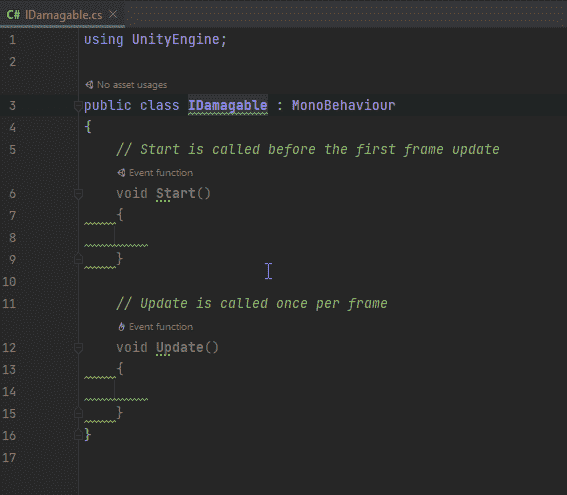 C# IDamagable.cs ×
1 using UnityEngine;
2
No asset usages
3 public class IDamagable : MonoBehaviour
4 {
5 // Start is called before the first frame update
Event function
6 void Start()
7 {
8
9 }
10
11 // Update is called once per frame
Event function
12 void Update()
13 {
14
15 }
16 }
17